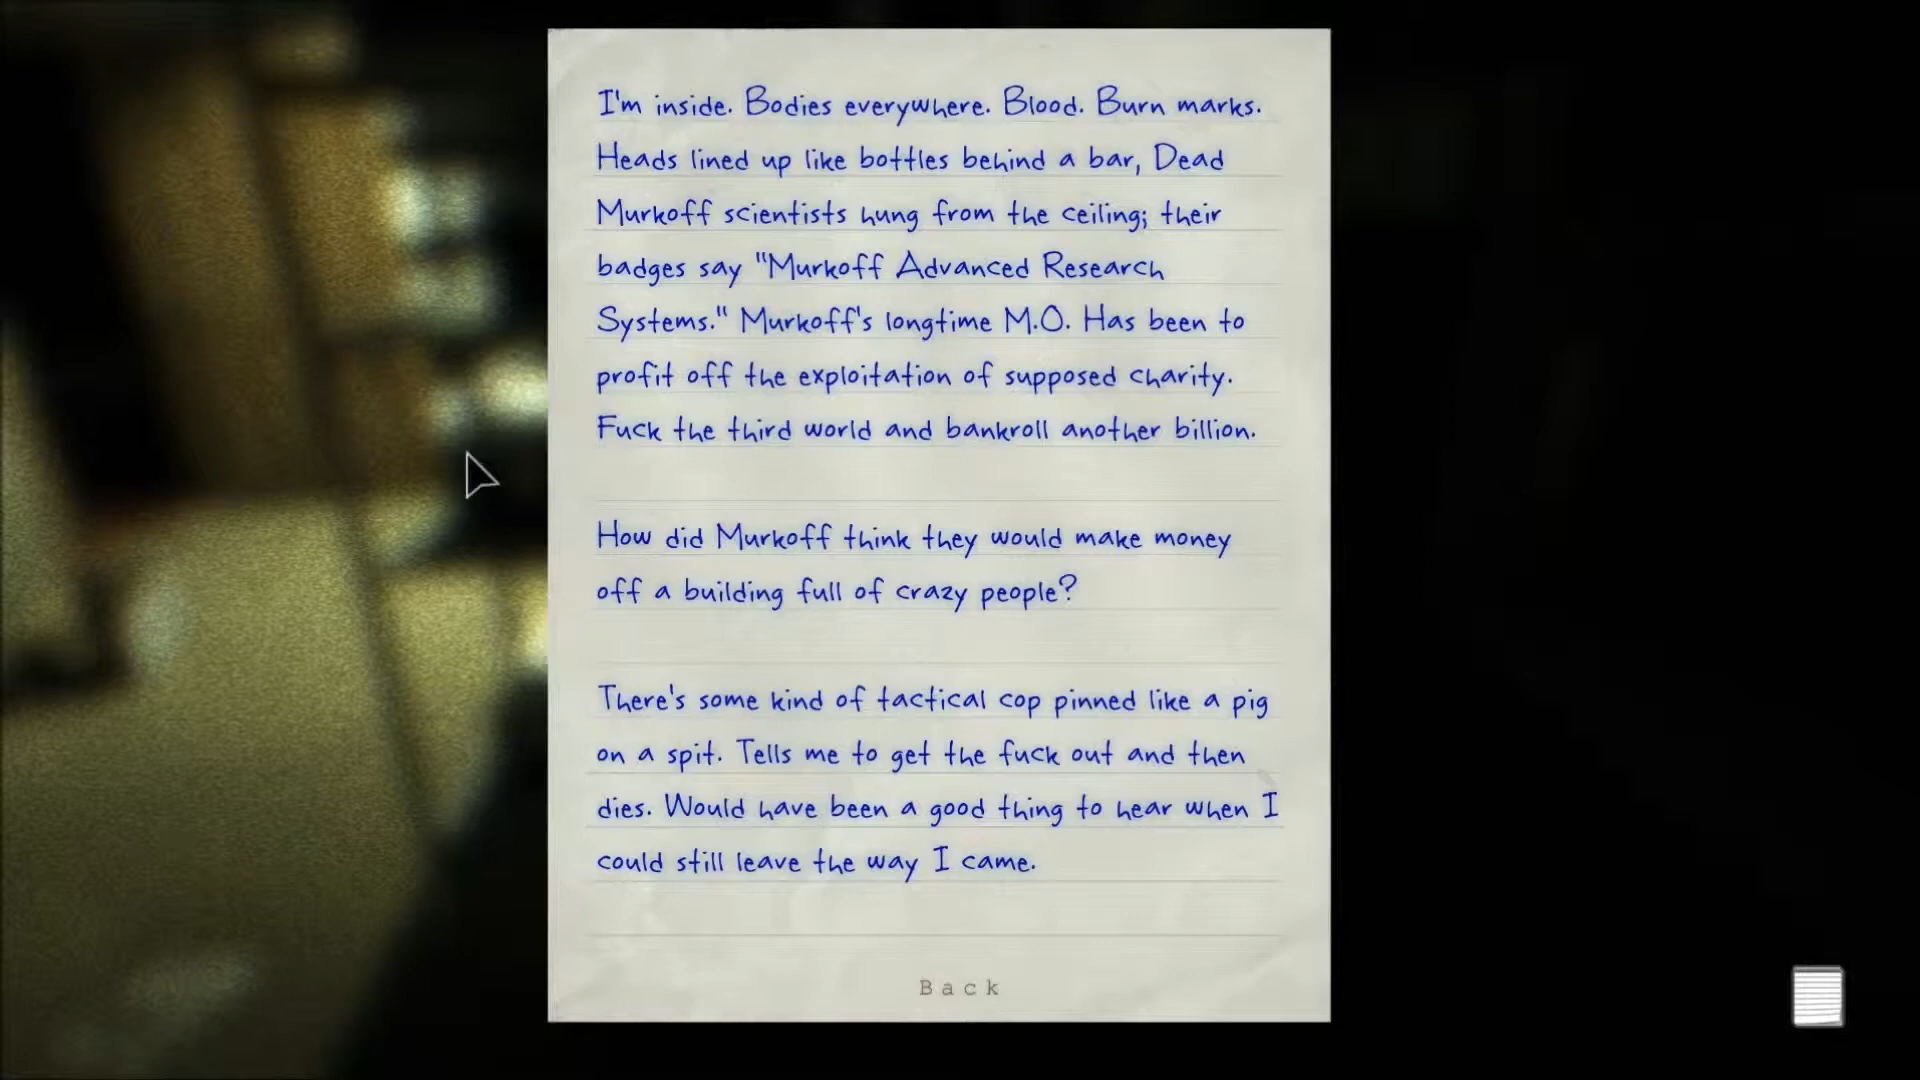 I'm inside. Bodies everywhere. Blood. Burn marks.
Heads lined up like bottles behind a bar, Dead
Murkoff scientists hung from the ceiling; their
badges say "Murkoff Advanced Research
Systems." Murkoff's longtime M.O. Has been to
profit off the exploitation of supposed charity.
Fuck the third world and bankroll another billion.
How did Murkoff think they would make money
off a building full of crazy people?
There's some kind of tactical cop pinned like a pig
on a spit. Tells me to get the fuck out and then
dies. Would have been a good thing to hear when I
could still leave the way I came.
Back